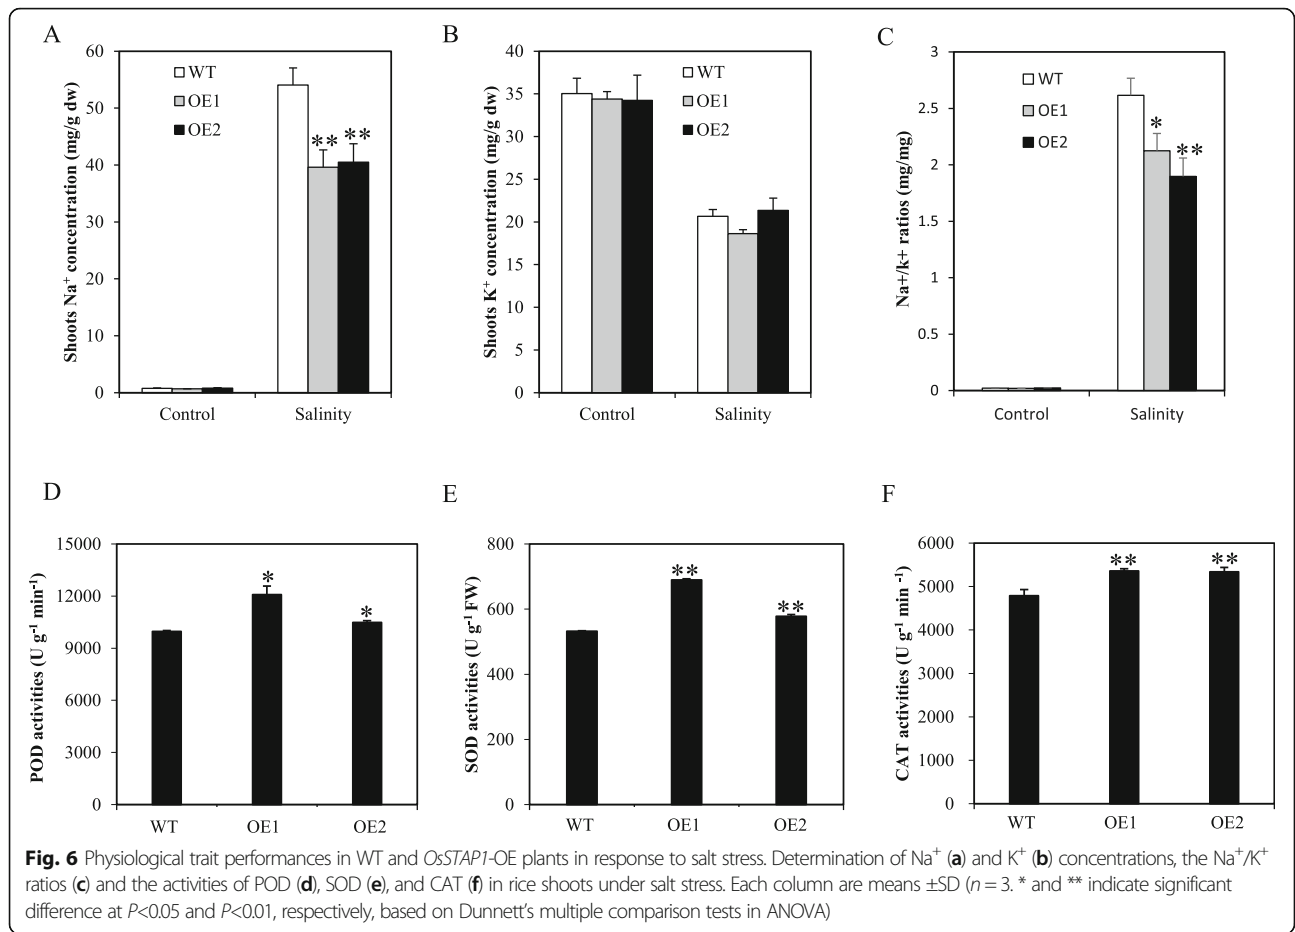 A
Shoots Na⁺ concentration (mg/g dw)
60
50
40
30
20
10
0
WT
OE1
OE2
** **
Control Salinity
B
Shoots K⁺ concentration (mg/g dw)
40
35
30
25
20
15
10
5
0
WT
OE1
OE2
Control Salinity
C
Na+/k+ ratios (mg/mg)
3
2.5
2
1.5
1
0.5
0
WT
OE1
OE2
*
**
Control Salinity
D
POD activities (U g⁻¹ min⁻¹)
15000
12000
9000
6000
3000
0
*
*
WT OE1 OE2
E
SOD activities (U g⁻¹ FW)
800
600
400
200
0
**
**
WT OE1 OE2
F
CAT activities (U g⁻¹ min ⁻¹)
6000
5000
4000
3000
2000
1000
0
** **
WT OE1 OE2
Fig. 6 Physiological trait performances in WT and OsSTAP1-OE plants in response to salt stress. Determination of Na⁺ (a) and K⁺ (b) concentrations, the Na⁺/K⁺
ratios (c) and the activities of POD (d), SOD (e), and CAT (f) in rice shoots under salt stress. Each column are means ±SD (n = 3. * and ** indicate significant
difference at P<0.05 and P<0.01, respectively, based on Dunnett's multiple comparison tests in ANOVA)